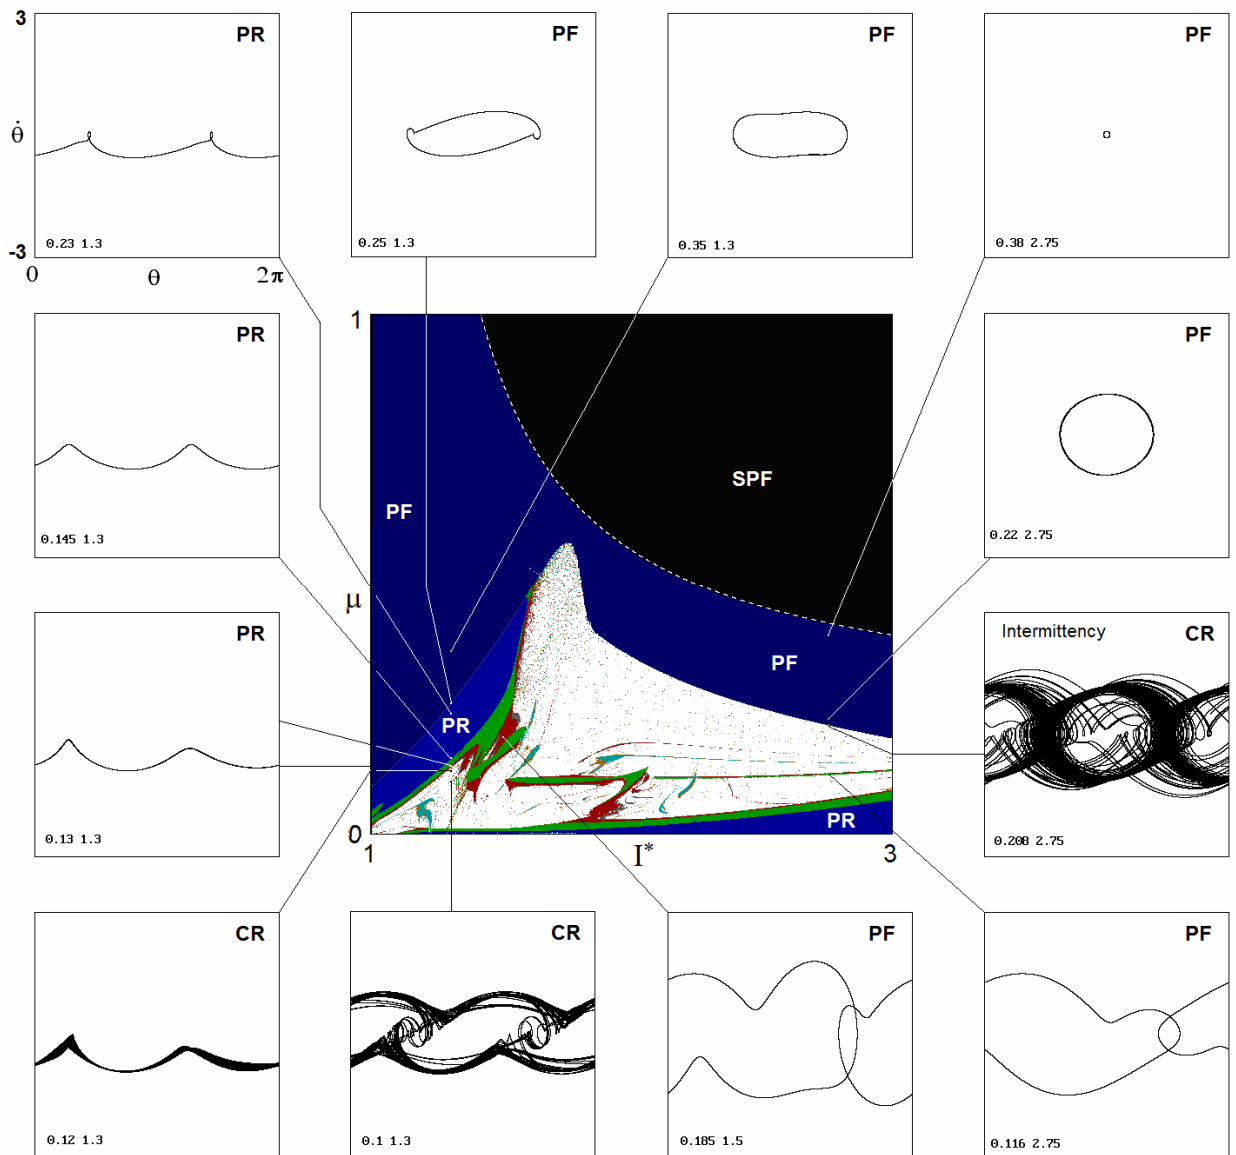 3
PR
PF
PF
PF
θ̇
0.23 1.3
0.25 1.3
0.35 1.3
0.38 2.75
-3
0
θ
2π
PR
1
PF
0.145 1.3
PF
SPF
0.22 2.75
μ
PR
Intermittency
CR
PF
PR
0.13 1.3
0
PR
0.208 2.75
1
I*
3
CR
CR
PF
PF
0.12 1.3
0.1 1.3
0.185 1.5
0.116 2.75